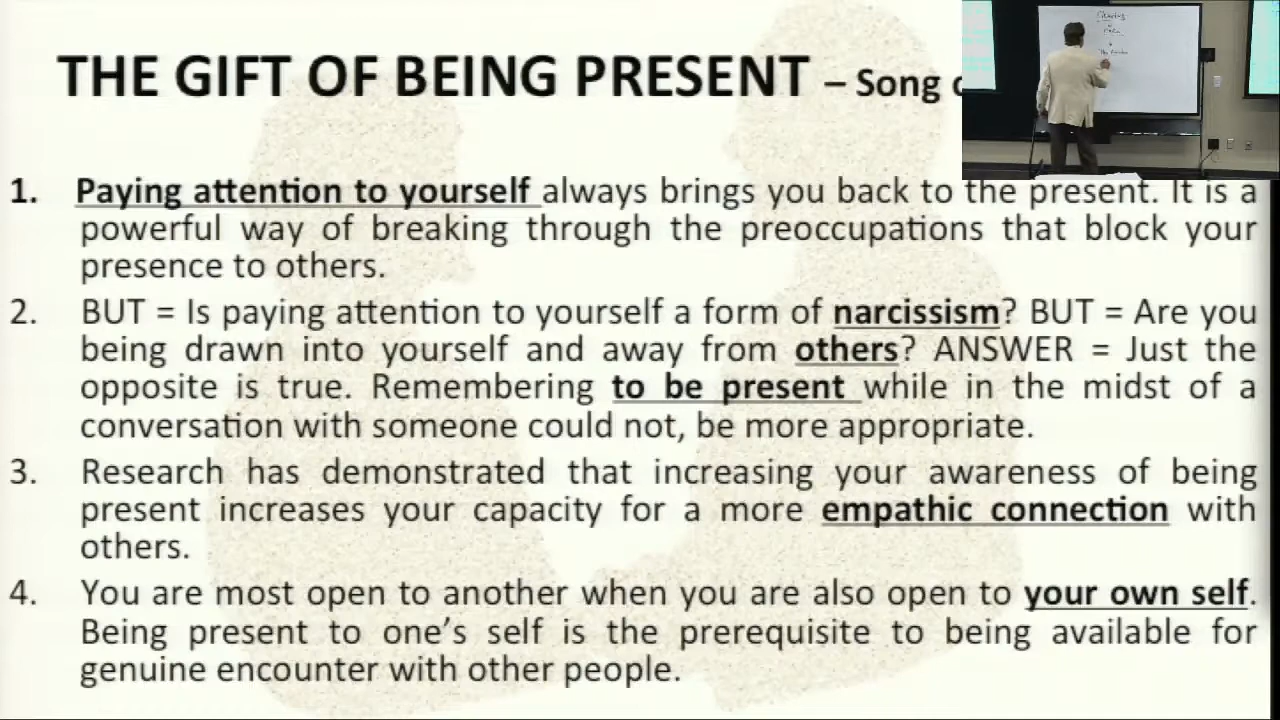 THE GIFT OF BEING PRESENT – Song
1. Paying attention to yourself always brings you back to the present. It is a
powerful way of breaking through the preoccupations that block your
presence to others.
2. BUT = Is paying attention to yourself a form of narcissism? BUT = Are you
being drawn into yourself and away from others? ANSWER = Just the
opposite is true. Remembering to be present while in the midst of a
conversation with someone could not, be more appropriate.
3. Research has demonstrated that increasing your awareness of being
present increases your capacity for a more empathic connection with
others.
4. You are most open to another when you are also open to your own self.
Being present to one’s self is the prerequisite to being available for
genuine encounter with other people.